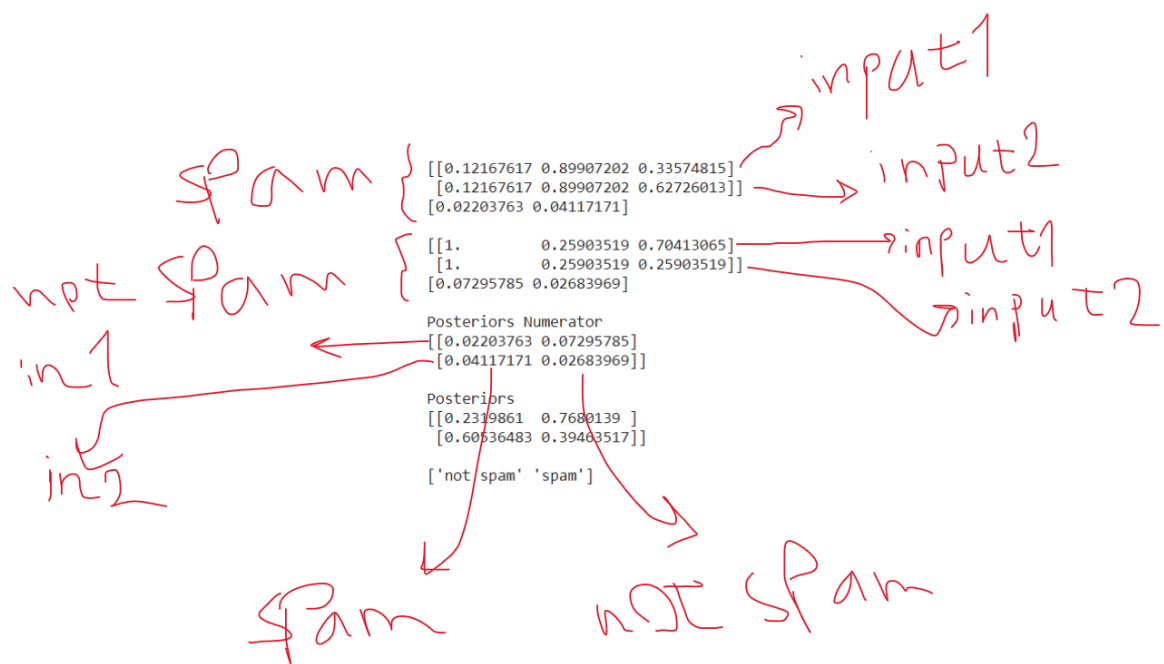 inpat1
input2
spam {
[[0.12167617 0.89907202 0.33574815]
[0.12167617 0.89907202 0.62726013]]
[0.02203763 0.04117171]
not spam {
[[1. 0.25903519 0.70413065]
input1
[1. 0.25903519 0.25903519]]
input2
[0.07295785 0.02683969]
Posteriors Numerator
in1
[[0.02203763 0.07295785]
[0.04117171 0.02683969]]
in2
Posteriors
[[0.2319861 0.7680139 ]
[0.60536483 0.39463517]]
['not spam' 'spam']
spam
not spam